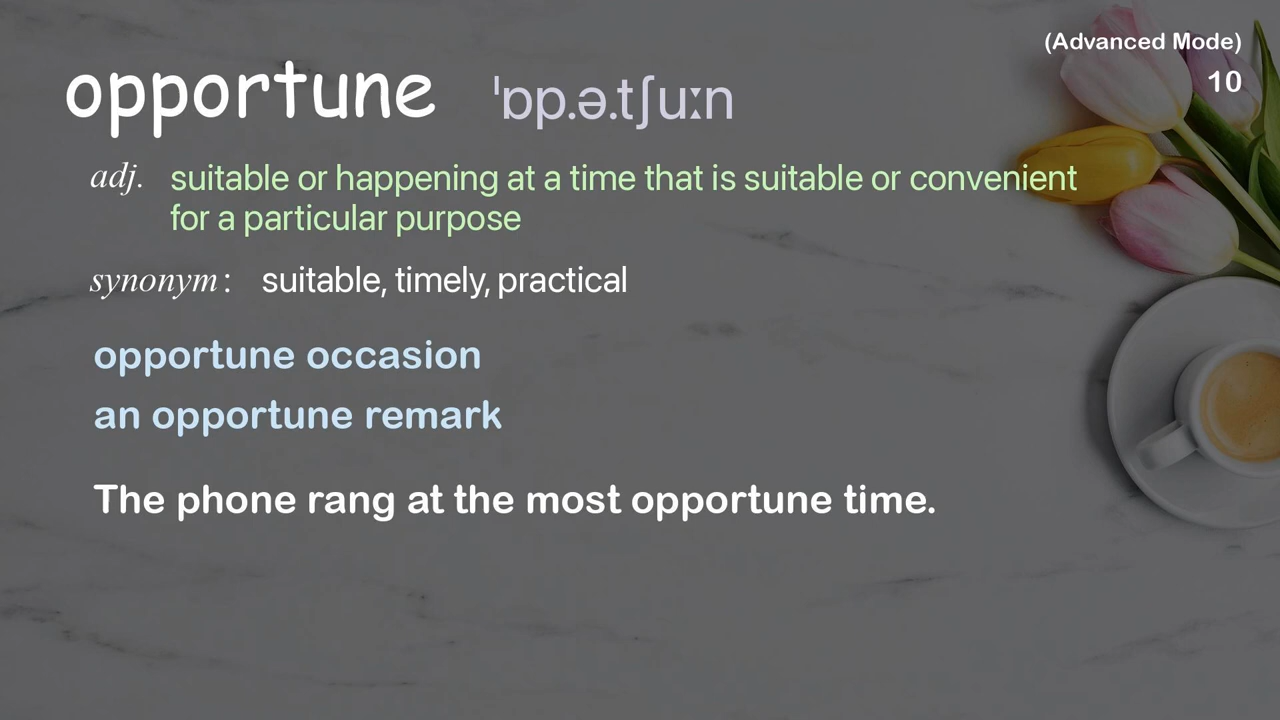 (Advanced Mode)
10
opportune ˈɒp.ə.tʃuːn
adj. suitable or happening at a time that is suitable or convenient
for a particular purpose
synonym : suitable, timely, practical
opportune occasion
an opportune remark
The phone rang at the most opportune time.